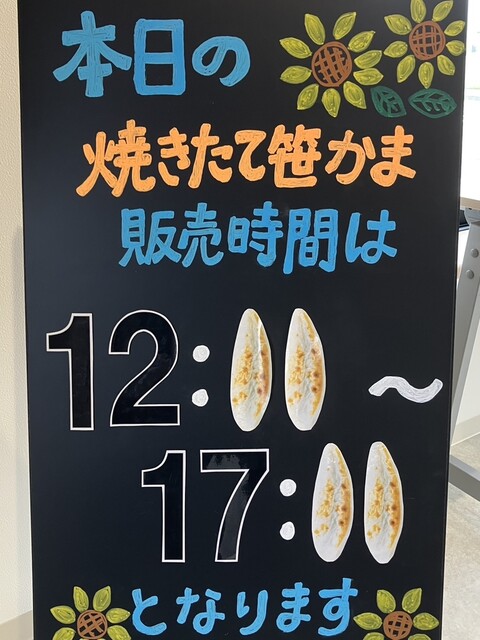 本日の
焼きたて笹かま
販売時間は
12:00～
17:00
となります